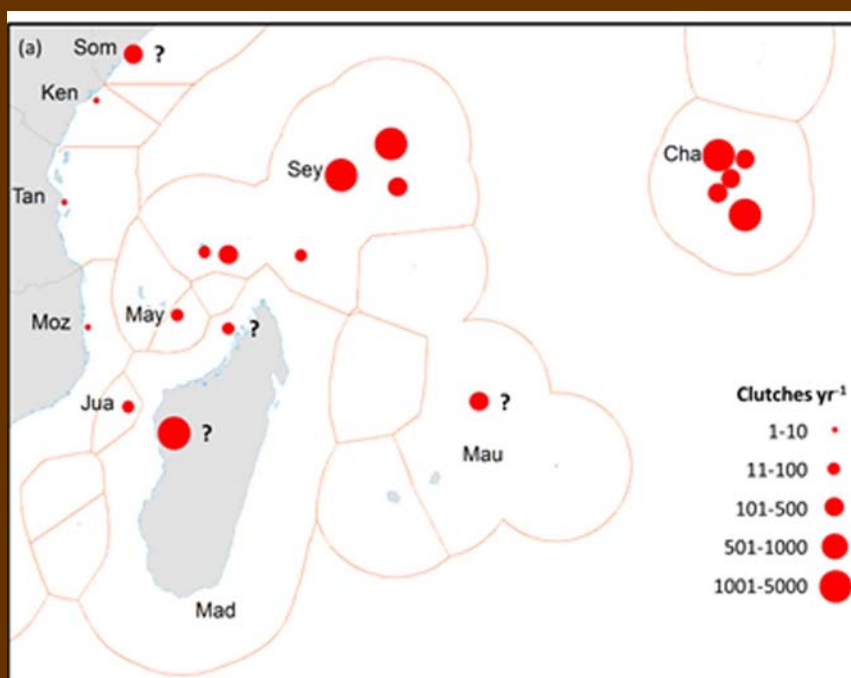 (a)
Som ?
Ken
Sey
Cha
Tan
May
Moz
?
Jua
?
?
Mau
Mad
Clutches yr⁻¹
1-10
11-100
101-500
501-1000
1001-5000